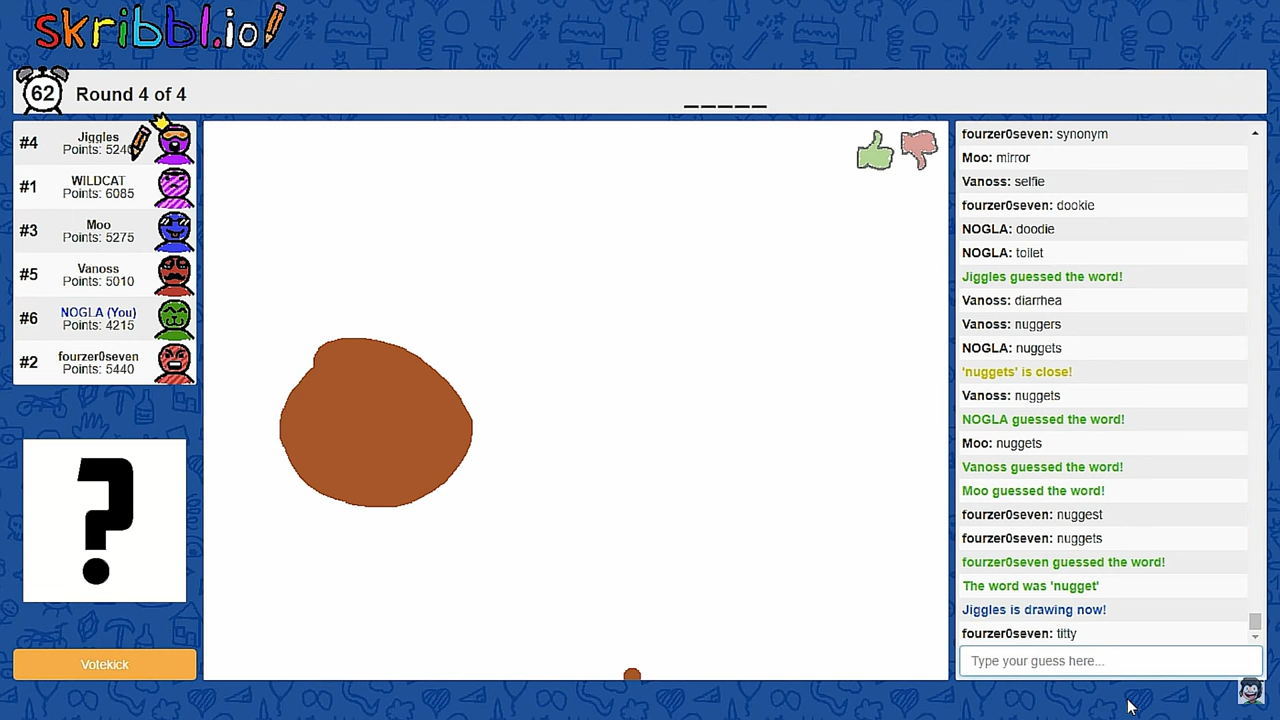 skribbl.io
62
Round 4 of 4
_____
#4 Jiggles
Points: 5240
#1 WILDCAT
Points: 6085
#3 Moo
Points: 5275
#5 Vanoss
Points: 5010
#6 NOGLA (You)
Points: 4215
#2 fourzer0seven
Points: 5440
?
Votekick
fourzer0seven: synonym
Moo: mirror
Vanoss: selfie
fourzer0seven: dookie
NOGLA: doodie
NOGLA: toilet
Jiggles guessed the word!
Vanoss: diarrhea
Vanoss: nuggers
NOGLA: nuggets
'nuggets' is close!
Vanoss: nuggets
NOGLA guessed the word!
Moo: nuggets
Vanoss guessed the word!
Moo guessed the word!
fourzer0seven: nuggest
fourzer0seven: nuggets
fourzer0seven guessed the word!
The word was 'nugget'
Jiggles is drawing now!
fourzer0seven: titty
Type your guess here...